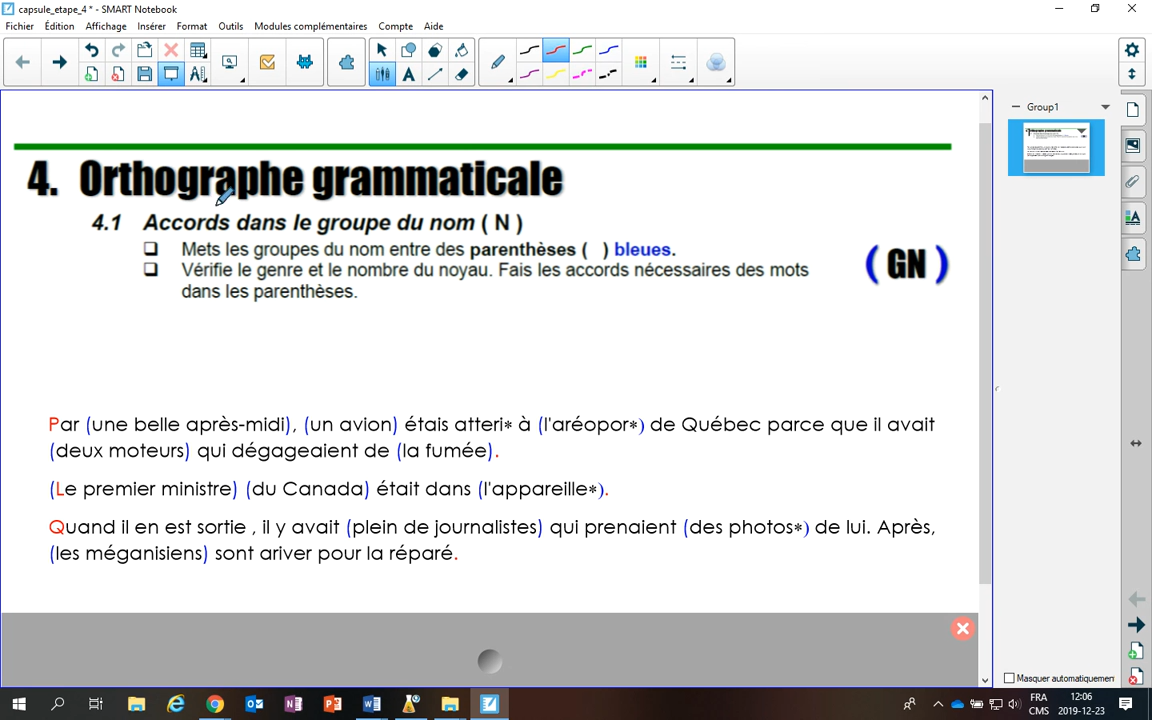 capsule_etape_4 * - SMART Notebook
Fichier Édition Affichage Insérer Format Outils Modules complémentaires Compte Aide
Group1
4. Orthographe grammaticale
4.1 Accords dans le groupe du nom ( N )
❏ Mets les groupes du nom entre des parenthèses ( ) bleues.
❏ Vérifie le genre et le nombre du noyau. Fais les accords nécessaires des mots
dans les parenthèses.
( GN )
Par (une belle après-midi), (un avion) étais atteri* à (l'aréopor*) de Québec parce que il avait
(deux moteurs) qui dégageaient de (la fumée).
(Le premier ministre) (du Canada) était dans (l'appareille*).
Quand il en est sortie , il y avait (plein de journalistes) qui prenaient (des photos*) de lui. Après,
(les méganisiens) sont ariver pour la réparé.
Masquer automatiquement
FRA
CMS
12:06
2019-12-23